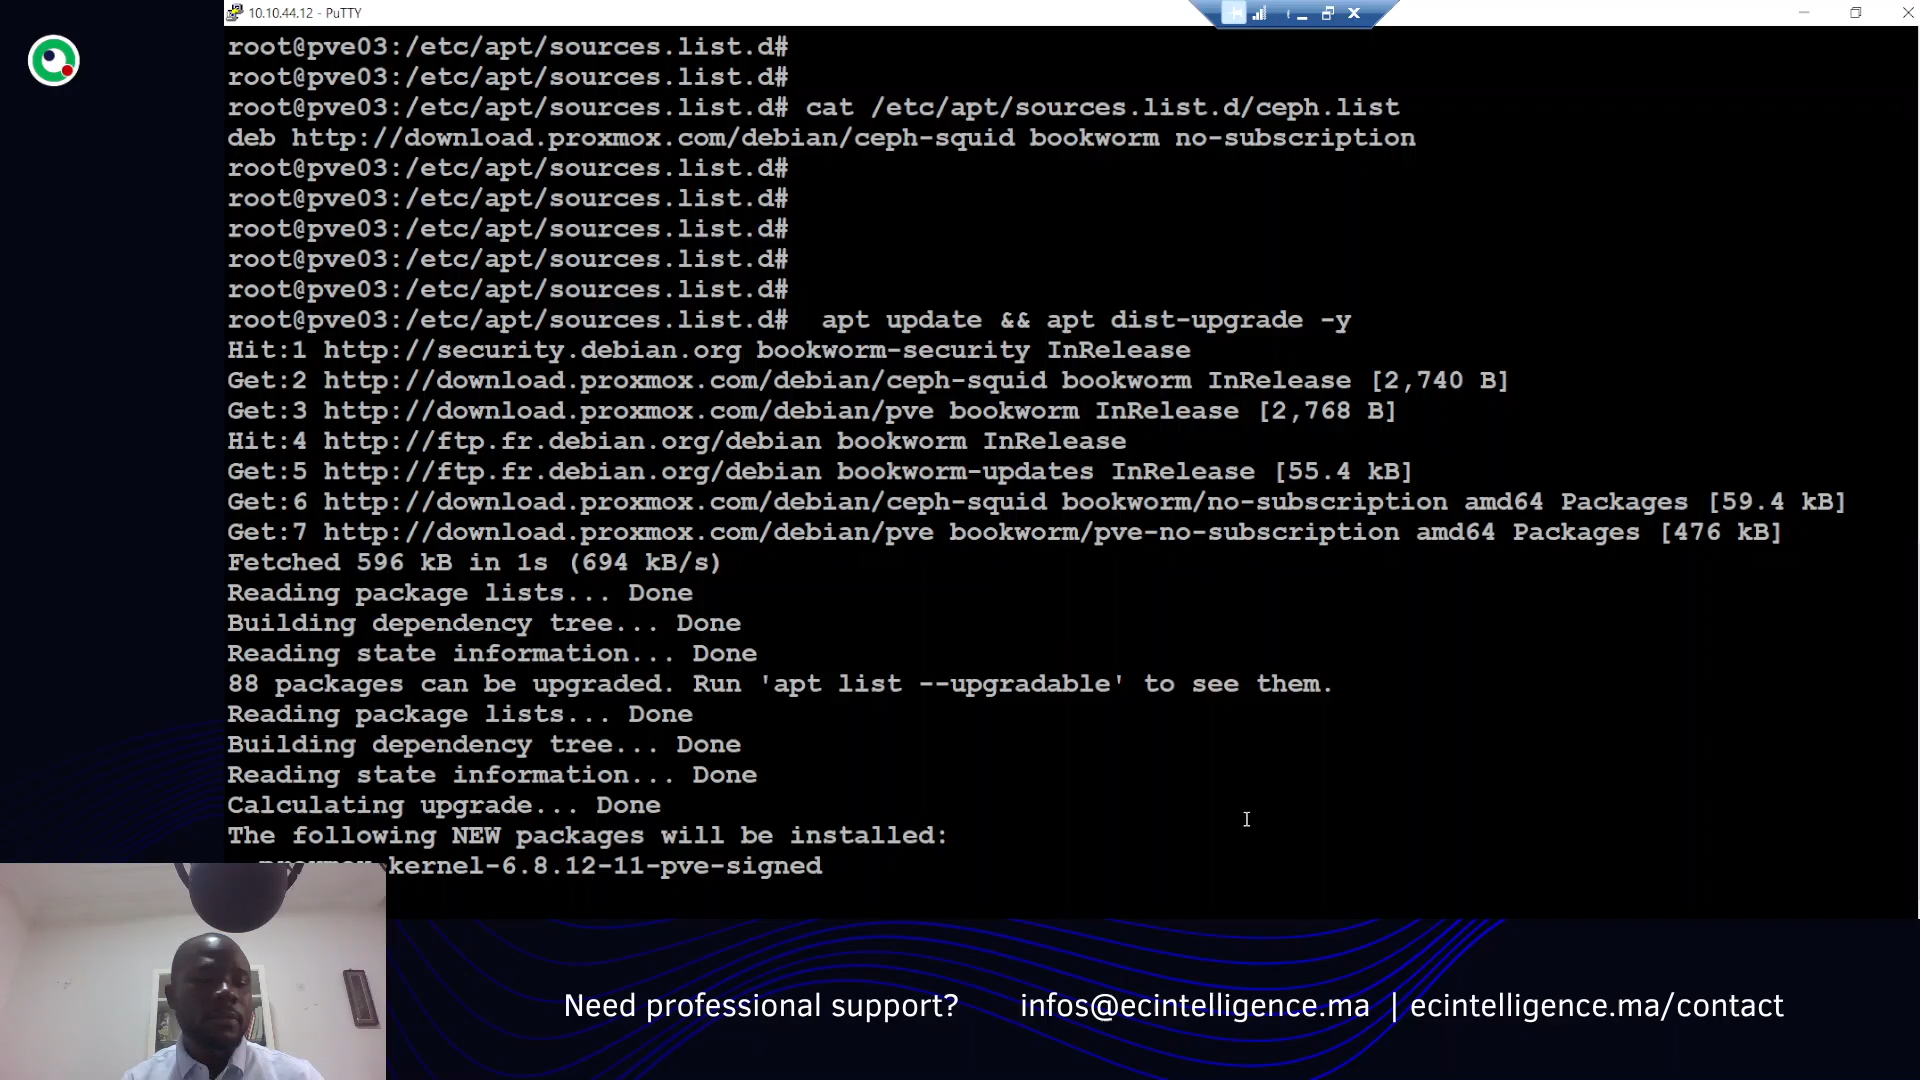 10.10.44.12 - PuTTY
root@pve03:/etc/apt/sources.list.d#
root@pve03:/etc/apt/sources.list.d#
root@pve03:/etc/apt/sources.list.d# cat /etc/apt/sources.list.d/ceph.list
deb http://download.proxmox.com/debian/ceph-squid bookworm no-subscription
root@pve03:/etc/apt/sources.list.d#
root@pve03:/etc/apt/sources.list.d#
root@pve03:/etc/apt/sources.list.d#
root@pve03:/etc/apt/sources.list.d#
root@pve03:/etc/apt/sources.list.d#
root@pve03:/etc/apt/sources.list.d#  apt update && apt dist-upgrade -y
Hit:1 http://security.debian.org bookworm-security InRelease
Get:2 http://download.proxmox.com/debian/ceph-squid bookworm InRelease [2,740 B]
Get:3 http://download.proxmox.com/debian/pve bookworm InRelease [2,768 B]
Hit:4 http://ftp.fr.debian.org/debian bookworm InRelease
Get:5 http://ftp.fr.debian.org/debian bookworm-updates InRelease [55.4 kB]
Get:6 http://download.proxmox.com/debian/ceph-squid bookworm/no-subscription amd64 Packages [59.4 kB]
Get:7 http://download.proxmox.com/debian/pve bookworm/pve-no-subscription amd64 Packages [476 kB]
Fetched 596 kB in 1s (694 kB/s)
Reading package lists... Done
Building dependency tree... Done
Reading state information... Done
88 packages can be upgraded. Run 'apt list --upgradable' to see them.
Reading package lists... Done
Building dependency tree... Done
Reading state information... Done
Calculating upgrade... Done
The following NEW packages will be installed:
proxmox-kernel-6.8.12-11-pve-signed
Need professional support? infos@ecintelligence.ma | ecintelligence.ma/contact